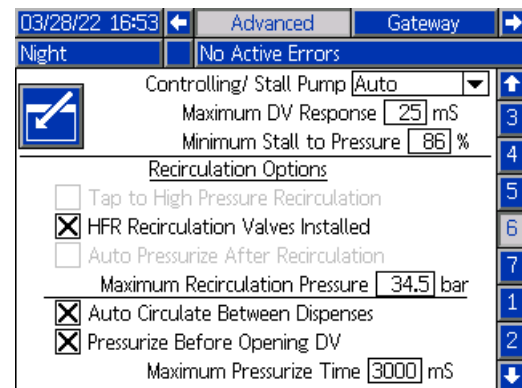 03/28/22 16:53 Advanced Gateway
Night No Active Errors
Controlling/ Stall Pump Auto
Maximum DV Response 25 mS
3
Minimum Stall to Pressure 86 %
4
Recirculation Options
Tap to High Pressure Recirculation
5
HFR Recirculation Valves Installed
6
Auto Pressurize After Recirculation
7
Maximum Recirculation Pressure 34.5 bar
Auto Circulate Between Dispenses
1
Pressurize Before Opening DV
2
Maximum Pressurize Time 3000 mS